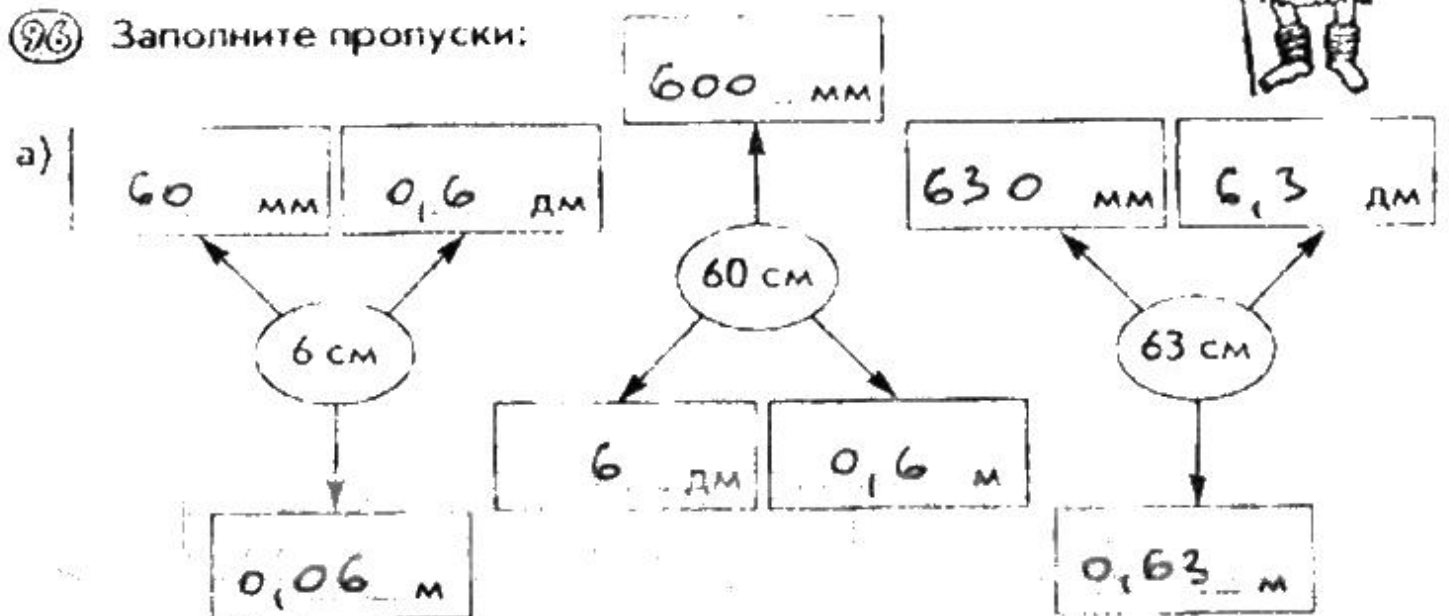 96 Заполните пропуски:
600 мм
а) 60 мм 0,6 дм 630 мм 6,3 дм
60 см
6 см 63 см
6 дм 0,6 м
0,06 м 0,63 м